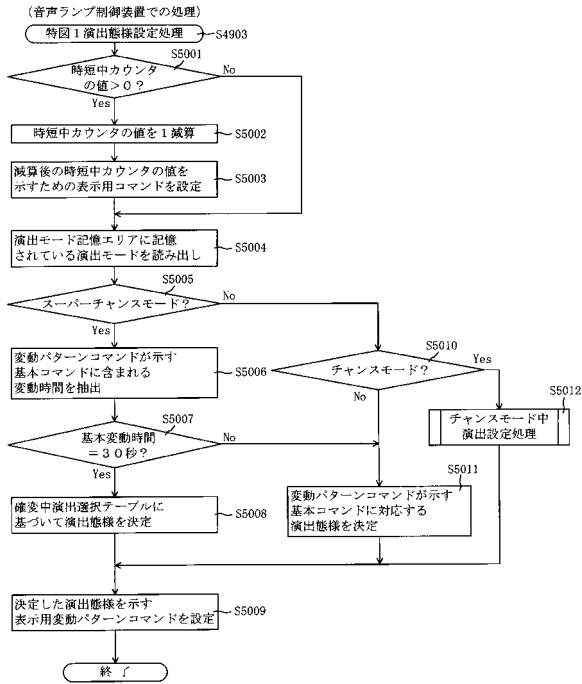 (音声ランプ制御装置での処理)
特図１演出態様設定処理
S4903
S5001
時短中カウンタ
の値＞０？
No
Yes
時短中カウンタの値を１減算
S5002
減算後の時短中カウンタの値を
示すための表示用コマンドを設定
S5003
演出モード記憶エリアに記憶
されている演出モードを読み出し
S5004
S5005
スーパーチャンスモード？
No
Yes
変動パターンコマンドが示す
基本コマンドに含まれる
変動時間を抽出
S5006
S5010
チャンスモード？
Yes
No
S5012
チャンスモード中
演出設定処理
S5007
基本変動時間
＝３０秒？
No
Yes
S5011
変動パターンコマンドが示す
基本コマンドに対応する
演出態様を決定
確変中演出選択テーブルに
基づいて演出態様を決定
S5008
決定した演出態様を示す
表示用変動パターンコマンドを設定
S5009
終 了